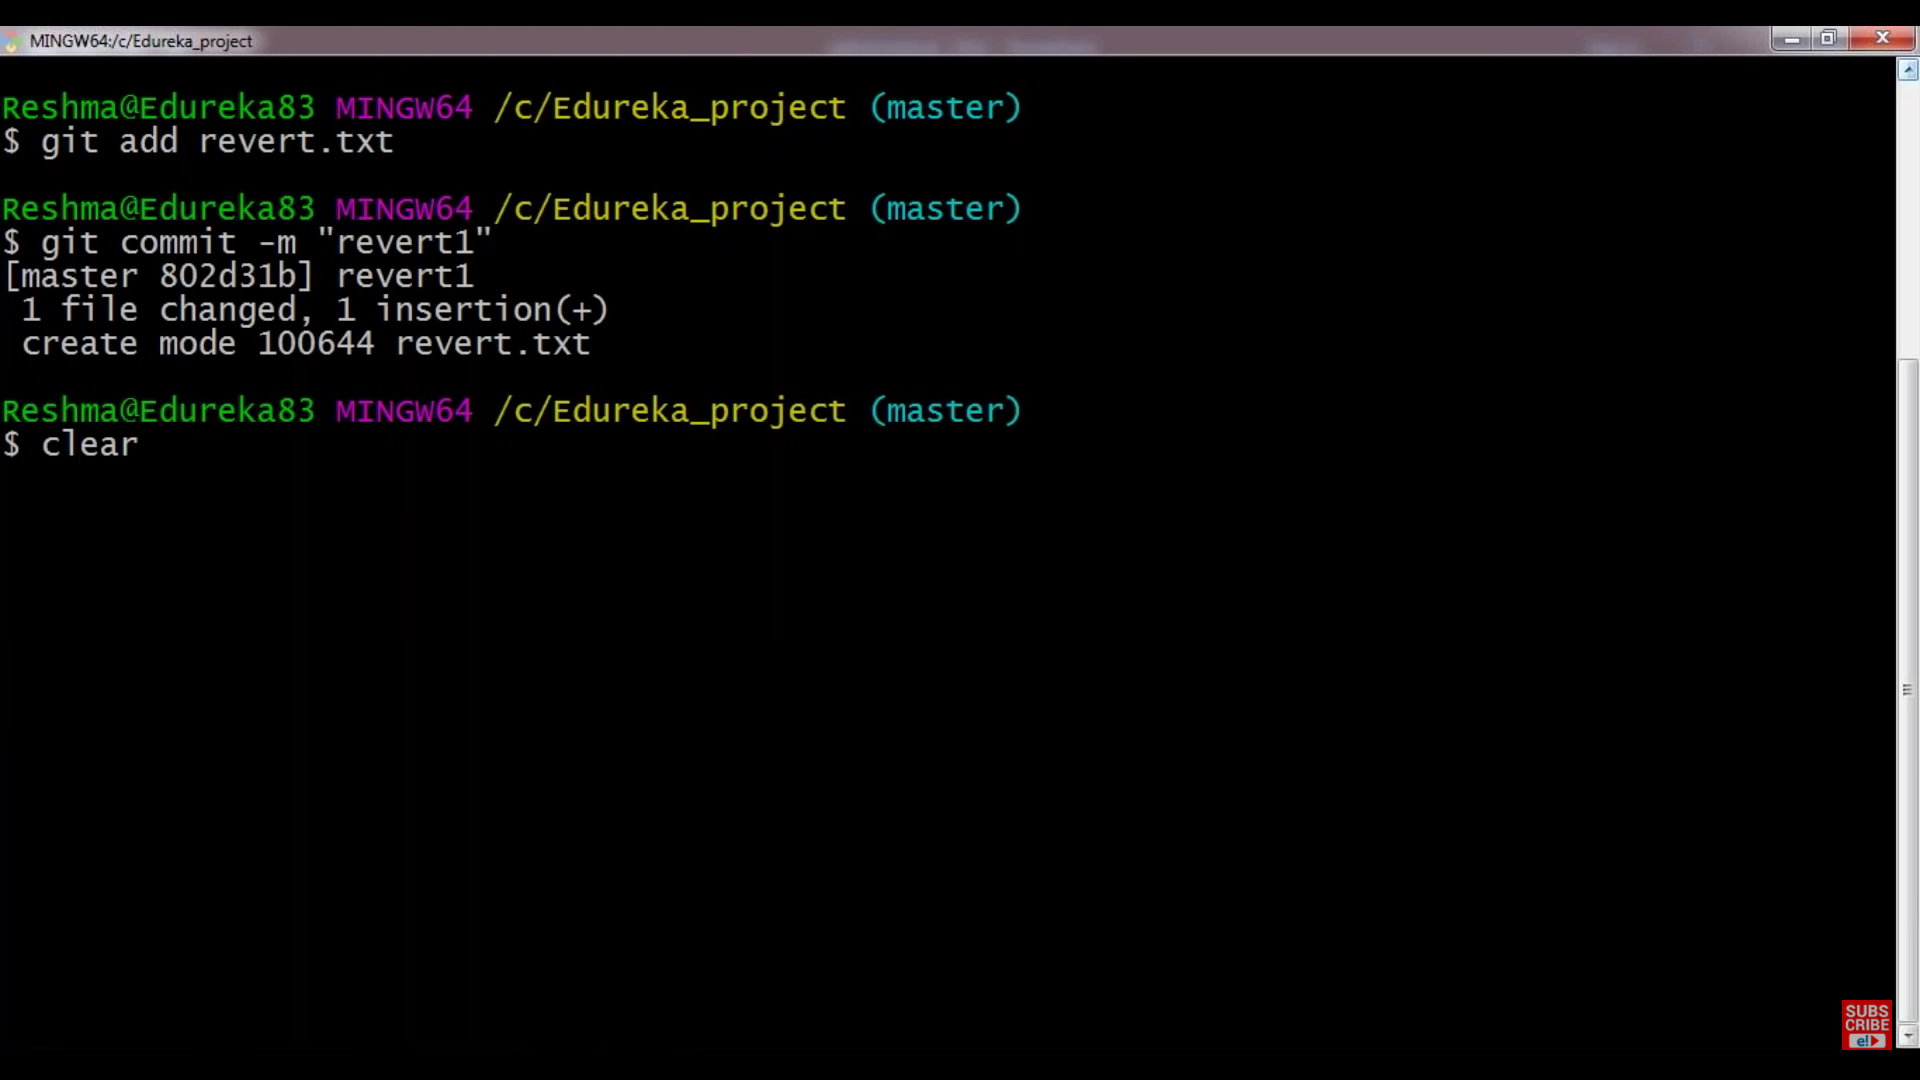 MINGW64:/c/Edureka_project
Reshma@Edureka83 MINGW64 /c/Edureka_project (master)
$ git add revert.txt
Reshma@Edureka83 MINGW64 /c/Edureka_project (master)
$ git commit -m "revert1"
[master 802d31b] revert1
 1 file changed, 1 insertion(+)
 create mode 100644 revert.txt
Reshma@Edureka83 MINGW64 /c/Edureka_project (master)
$ clear
SUBS
CRIBE
e!